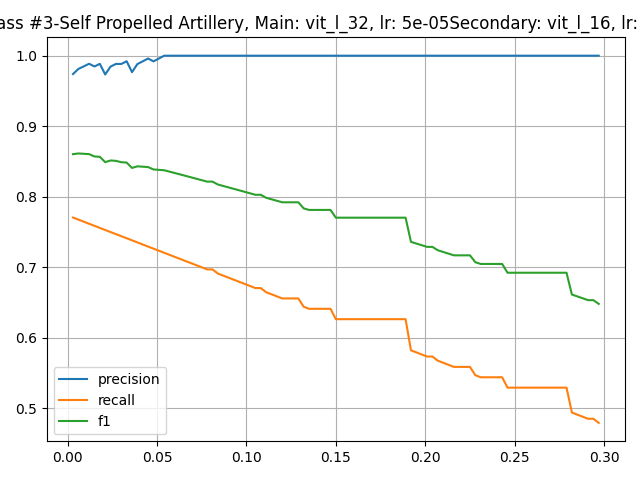 ass #3-Self Propelled Artillery, Main: vit_l_32, lr: 5e-05Secondary: vit_l_16, lr:
1.0
0.9
0.8
0.7
0.6
0.5
precision
recall
f1
0.00 0.05 0.10 0.15 0.20 0.25 0.30